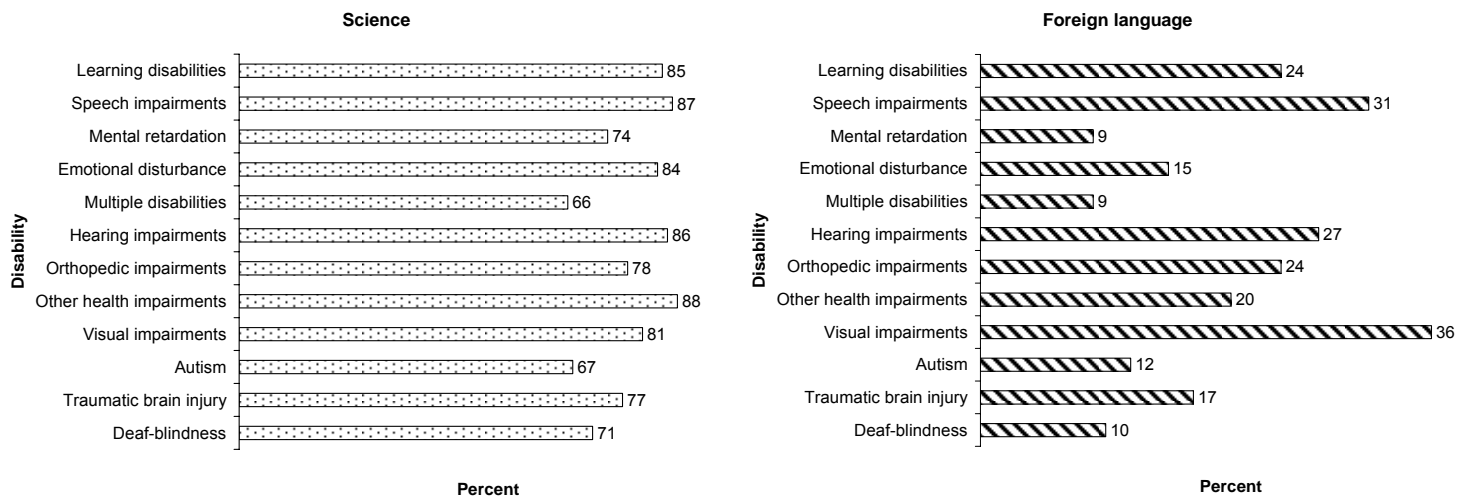 Science
Disability
Learning disabilities 85
Speech impairments 87
Mental retardation 74
Emotional disturbance 84
Multiple disabilities 66
Hearing impairments 86
Orthopedic impairments 78
Other health impairments 88
Visual impairments 81
Autism 67
Traumatic brain injury 77
Deaf-blindness 71
Percent
Foreign language
Disability
Learning disabilities 24
Speech impairments 31
Mental retardation 9
Emotional disturbance 15
Multiple disabilities 9
Hearing impairments 27
Orthopedic impairments 24
Other health impairments 20
Visual impairments 36
Autism 12
Traumatic brain injury 17
Deaf-blindness 10
Percent